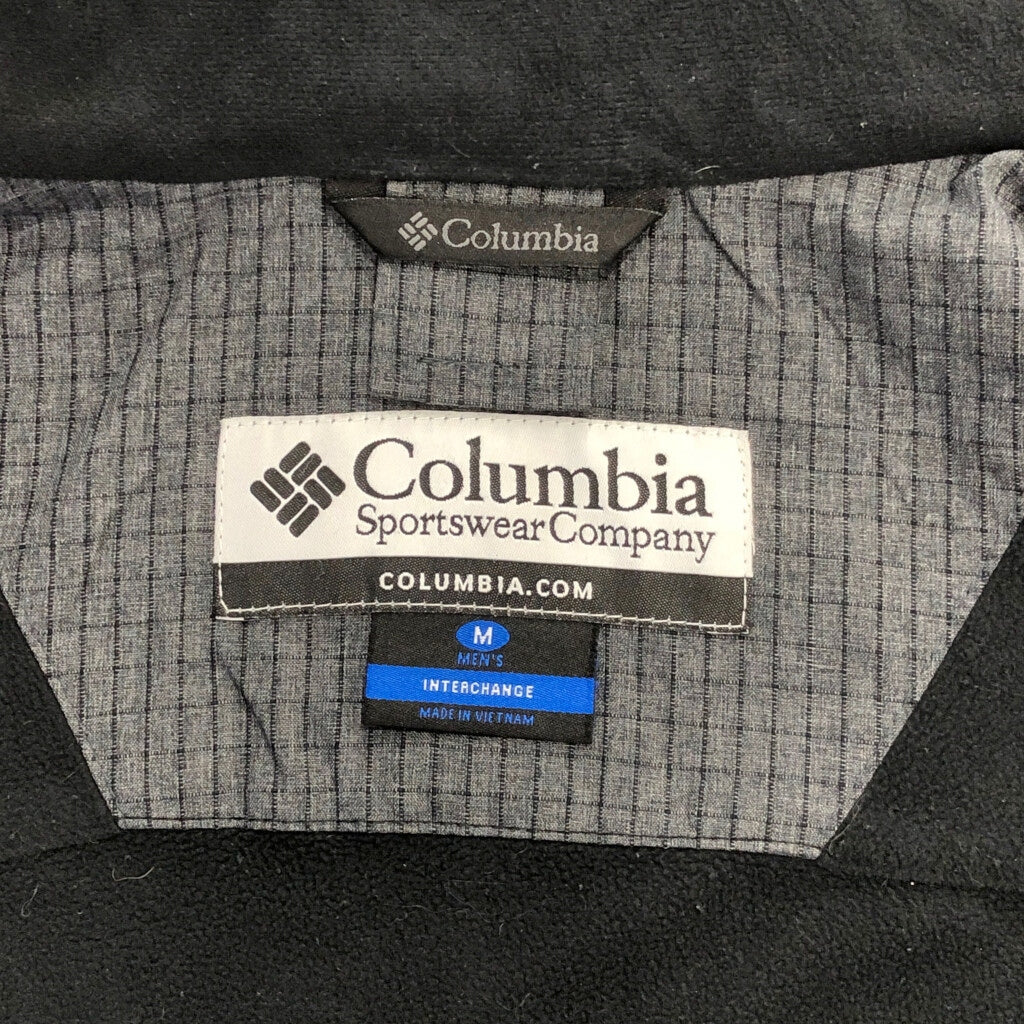 Columbia
Columbia
Sportswear Company
COLUMBIA.COM
M
MEN'S
INTERCHANGE
MADE IN VIETNAM